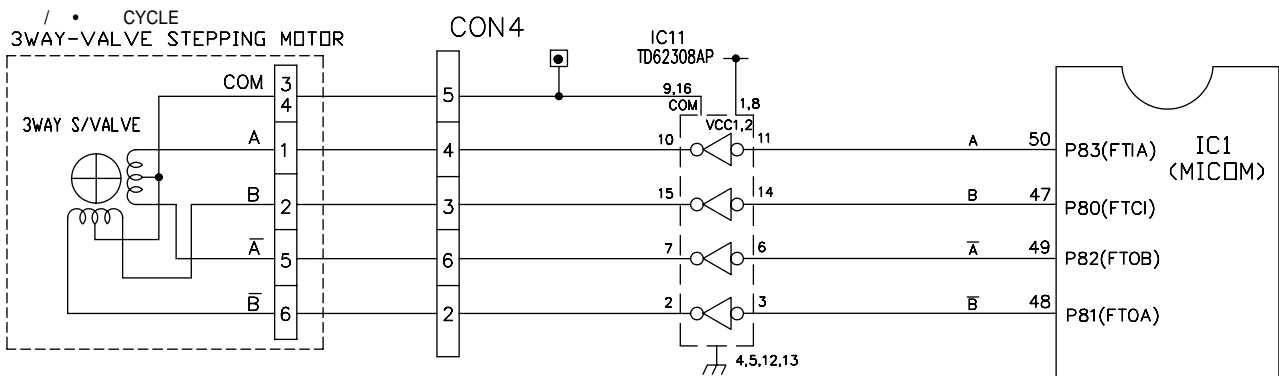 / • CYCLE
3WAY-VALVE STEPPING MOTOR
CON4
IC11
TD62308AP
COM 3
4
5
9,16
COM
1,8
VCC1,2
3WAY S/VALVE
A 1 4 10 11 A 50 P83(FTIA)
IC1
(MICOM)
B 2 3 15 14 B 47 P80(FTCI)
A̅ 5 6 7 6 A̅ 49 P82(FTOB)
B̅ 6 2 2 3 B̅ 48 P81(FTOA)
4,5,12,13